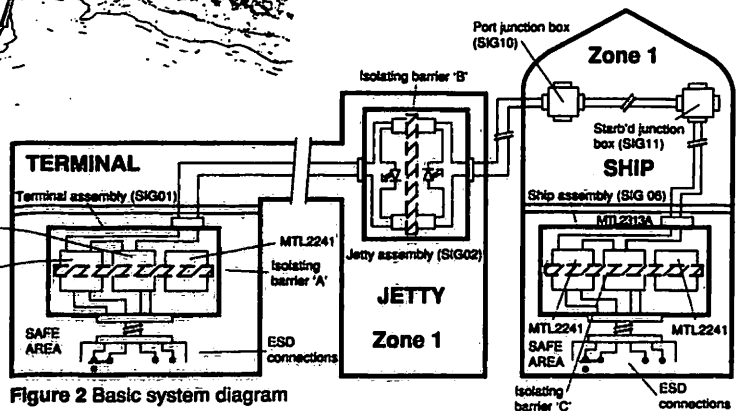 Port junction box
(SIG10)
Zone 1
Isolating barrier 'B'
Starb'd junction
box (SIG11)
TERMINAL
SHIP
Terminal assembly (SIG01)
Ship assembly (SIG 06)
MTL2313A
MTL2241
Isolating
barrier 'A'
Jetty assembly (SIG02)
JETTY
Zone 1
SAFE
AREA
ESD
connections
MTL2241
SAFE
AREA
MTL2241
Isolating
barrier 'C'
ESD
connections
Figure 2 Basic system diagram